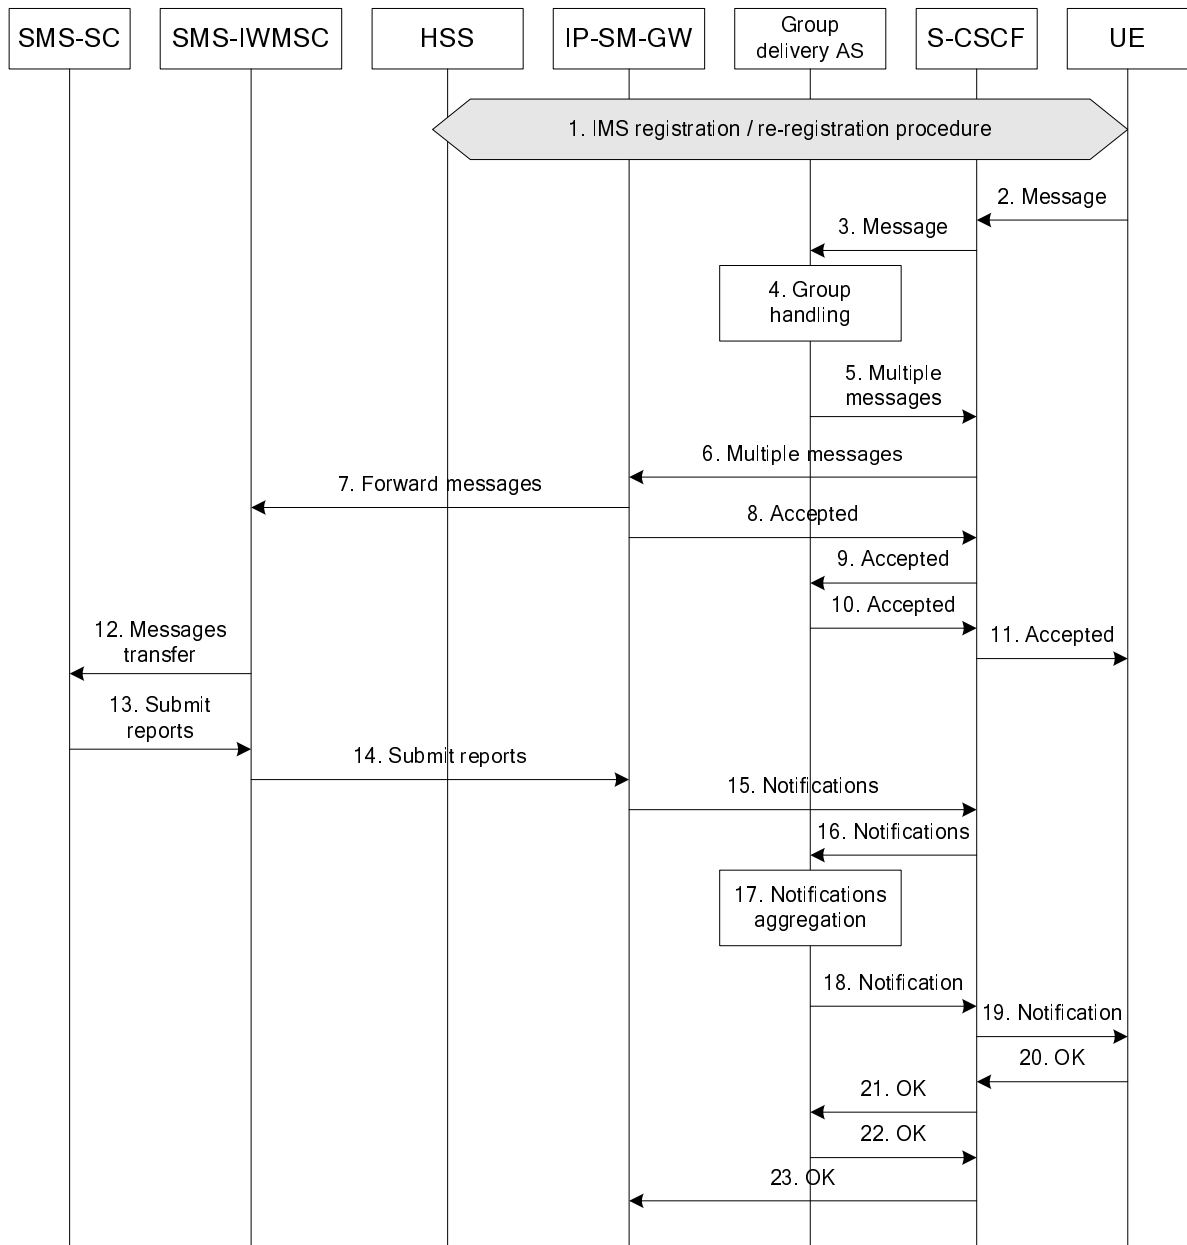 SMS-SC
SMS-IWMSC
HSS
IP-SM-GW
Group
delivery AS
S-CSCF
UE
1. IMS registration / re-registration procedure
2. Message
3. Message
4. Group
handling
5. Multiple
messages
6. Multiple messages
7. Forward messages
8. Accepted
9. Accepted
10. Accepted
11. Accepted
12. Messages
transfer
13. Submit
reports
14. Submit reports
15. Notifications
16. Notifications
17. Notifications
aggregation
18. Notification
19. Notification
20. OK
21. OK
22. OK
23. OK